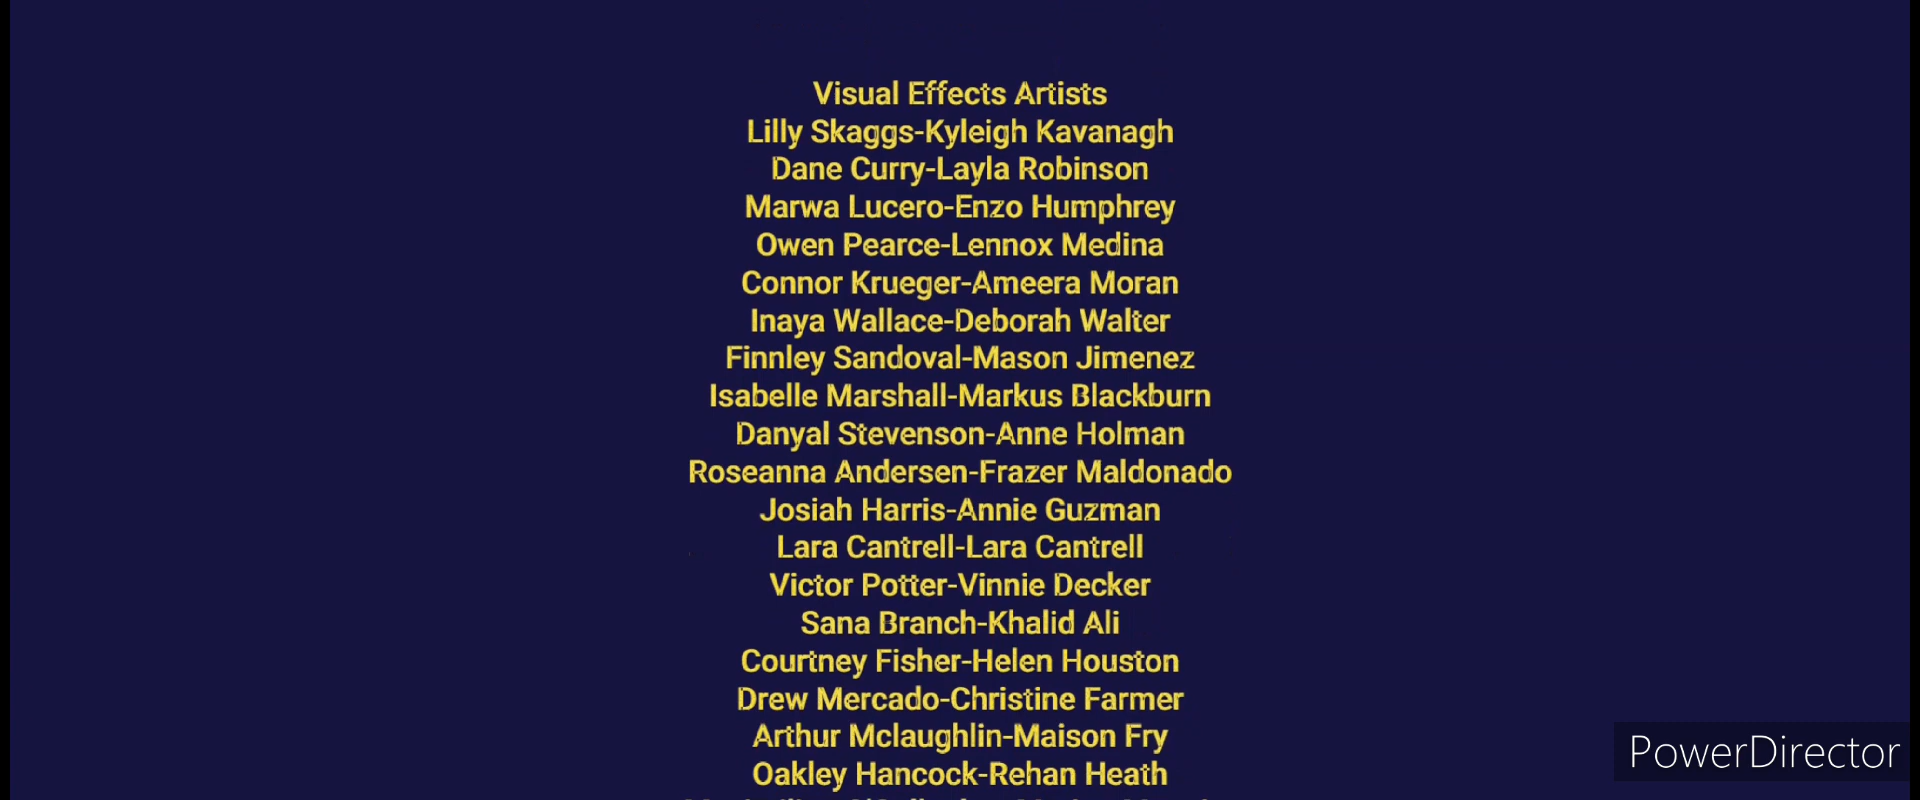 Visual Effects Artists
Lilly Skaggs-Kyleigh Kavanagh
Dane Curry-Layla Robinson
Marwa Lucero-Enzo Humphrey
Owen Pearce-Lennox Medina
Connor Krueger-Ameera Moran
Inaya Wallace-Deborah Walter
Finnley Sandoval-Mason Jimenez
Isabelle Marshall-Markus Blackburn
Danyal Stevenson-Anne Holman
Roseanna Andersen-Frazer Maldonado
Josiah Harris-Annie Guzman
Lara Cantrell-Lara Cantrell
Victor Potter-Vinnie Decker
Sana Branch-Khalid Ali
Courtney Fisher-Helen Houston
Drew Mercado-Christine Farmer
Arthur Mclaughlin-Maison Fry
Oakley Hancock-Rehan Heath
PowerDirector